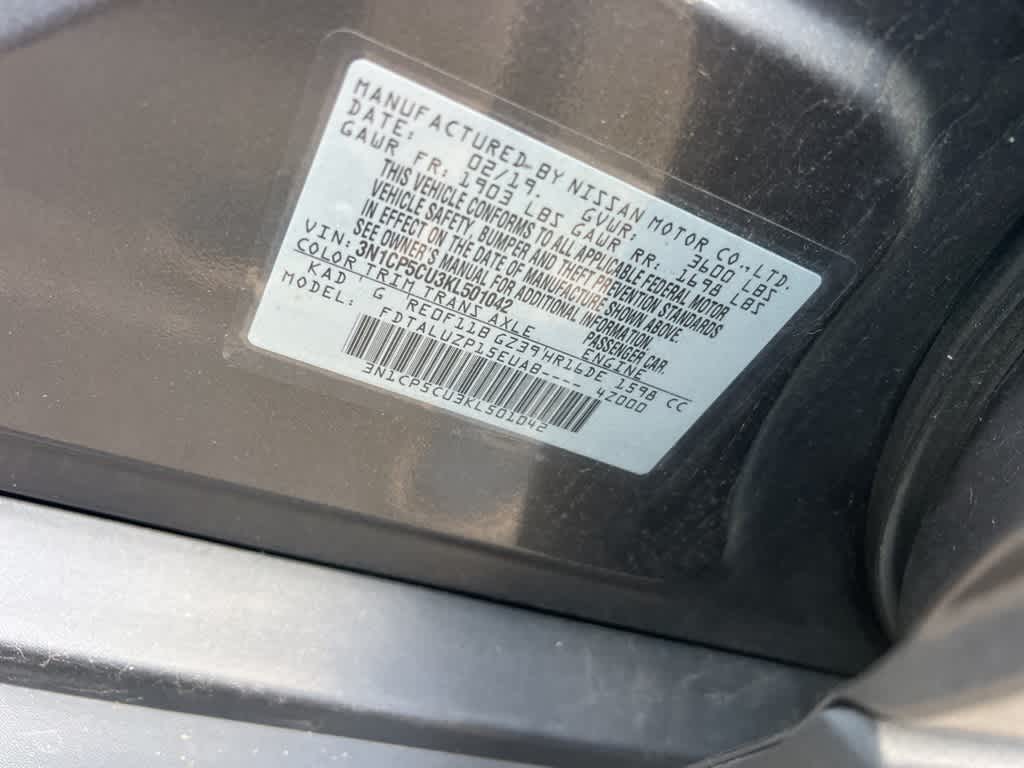 MANUFACTURED BY NISSAN MOTOR CO., LTD.
DATE: 02/19, GVWR: 3600 LBS
GAWR FR: 1903 LBS GAWR RR: 1698 LBS
THIS VEHICLE CONFORMS TO ALL APPLICABLE FEDERAL MOTOR
VEHICLE SAFETY, BUMPER AND THEFT PREVENTION STANDARDS
IN EFFECT ON THE DATE OF MANUFACTURE SHOWN ABOVE.
SEE OWNER'S MANUAL FOR ADDITIONAL INFORMATION.
VIN: 3N1CP5CU3KL501042 PASSENGER CAR
COLOR TRIM TRANS AXLE ENGINE
KAD G RE0F11B GZ39 HR16DE 1598 CC
MODEL: FDTALUZP15EUAB--- 4Z000
3N1CP5CU3KL501042